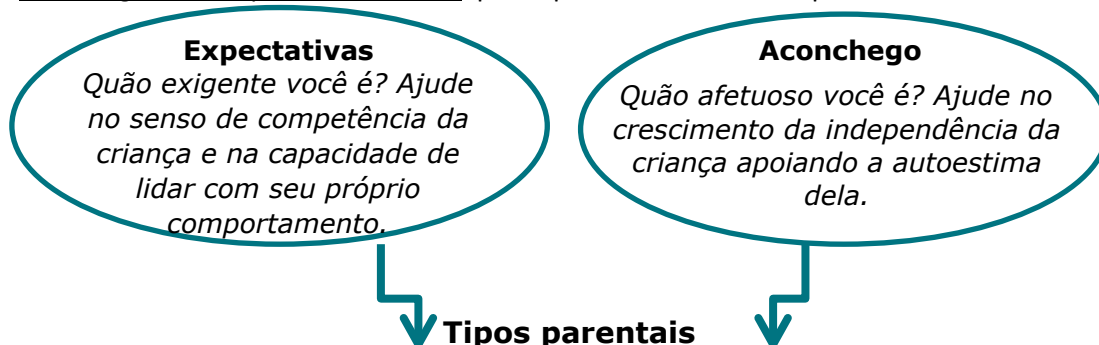 Expectativas
Quão exigente você é? Ajude
no senso de competência da
criança e na capacidade de
lidar com seu próprio
comportamento.
Aconchego
Quão afetuoso você é? Ajude no
crescimento da independência da
criança apoiando a autoestima
dela.
Tipos parentais